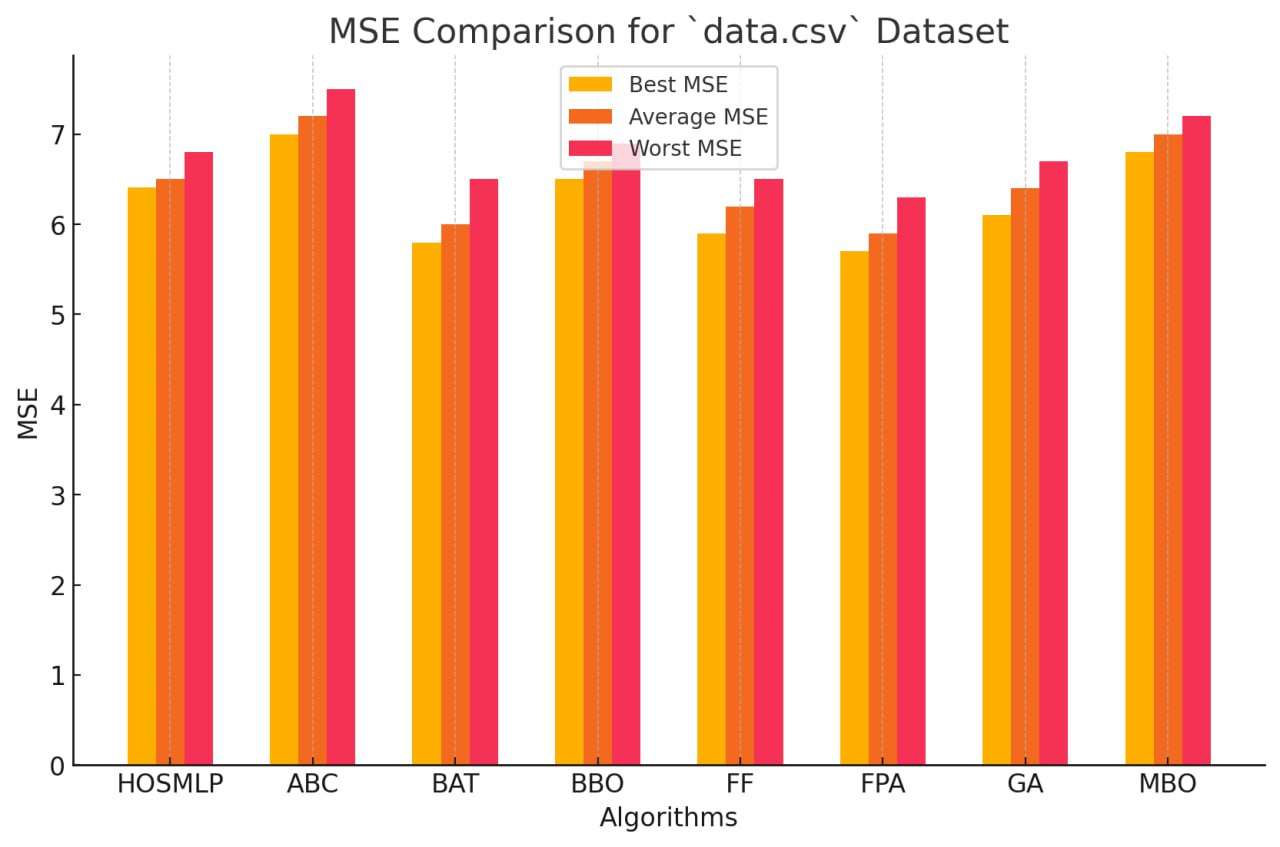 MSE Comparison for `data.csv` Dataset
Best MSE
Average MSE
Worst MSE
7
6
5
4
3
2
1
0
MSE
HOSMLP ABC BAT BBO FF FPA GA MBO
Algorithms